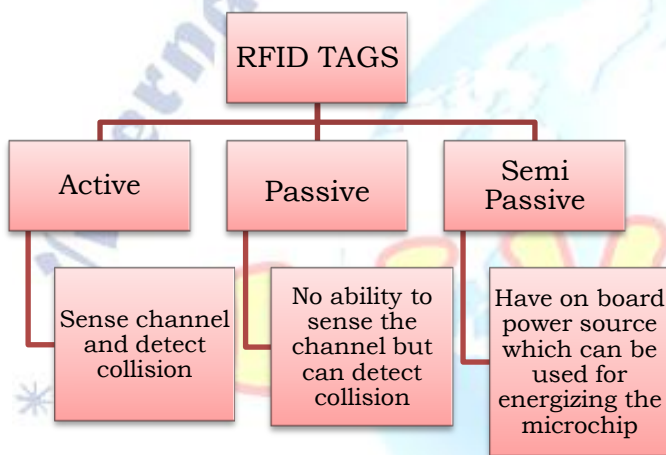 RFID TAGS
Active
Passive
Semi
Passive
Sense channel
and detect
collision
No ability to
sense the
channel but
can detect
collision
Have on board
power source
which can be
used for
energizing the
microchip